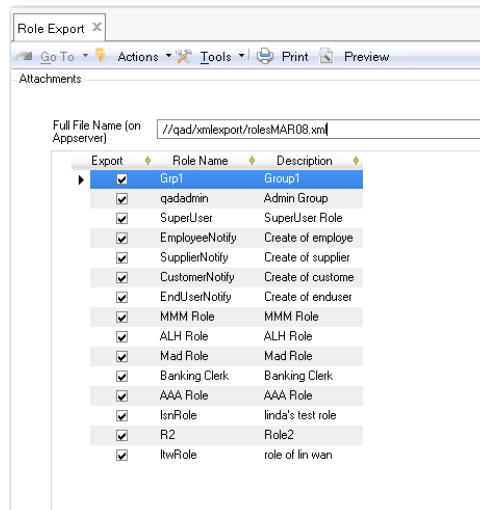 Role Export
Go To Actions Tools Print Preview
Attachments
Full File Name (on
Appserver)
//qad/xmlexport/rolesMAR08.xml
Export Role Name Description
Grp1 Group1
qadadmin Admin Group
SuperUser SuperUser Role
EmployeeNotify Create of employe
SupplierNotify Create of supplier
CustomerNotify Create of custome
EndUserNotify Create of enduser
MMM Role MMM Role
ALH Role ALH Role
Mad Role Mad Role
Banking Clerk Banking Clerk
AAA Role AAA Role
lsnRole linda's test role
R2 Role2
ltwRole role of lin wan